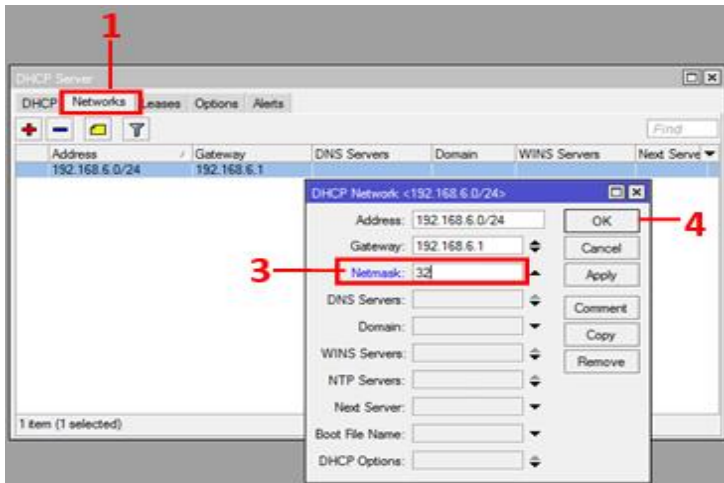 1
DHCP Server
DHCP Networks Leases Options Alerts
Find
Address Gateway DNS Servers Domain WINS Servers Next Serve
192.168.6.0/24 192.168.6.1
DHCP Network <192.168.6.0/24>
Address: 192.168.6.0/24 OK 4
Gateway: 192.168.6.1 Cancel
3 Netmask: 32 Apply
DNS Servers: Comment
Domain: Copy
WINS Servers: Remove
NTP Servers:
Next Server:
Boot File Name:
DHCP Options:
1 item (1 selected)